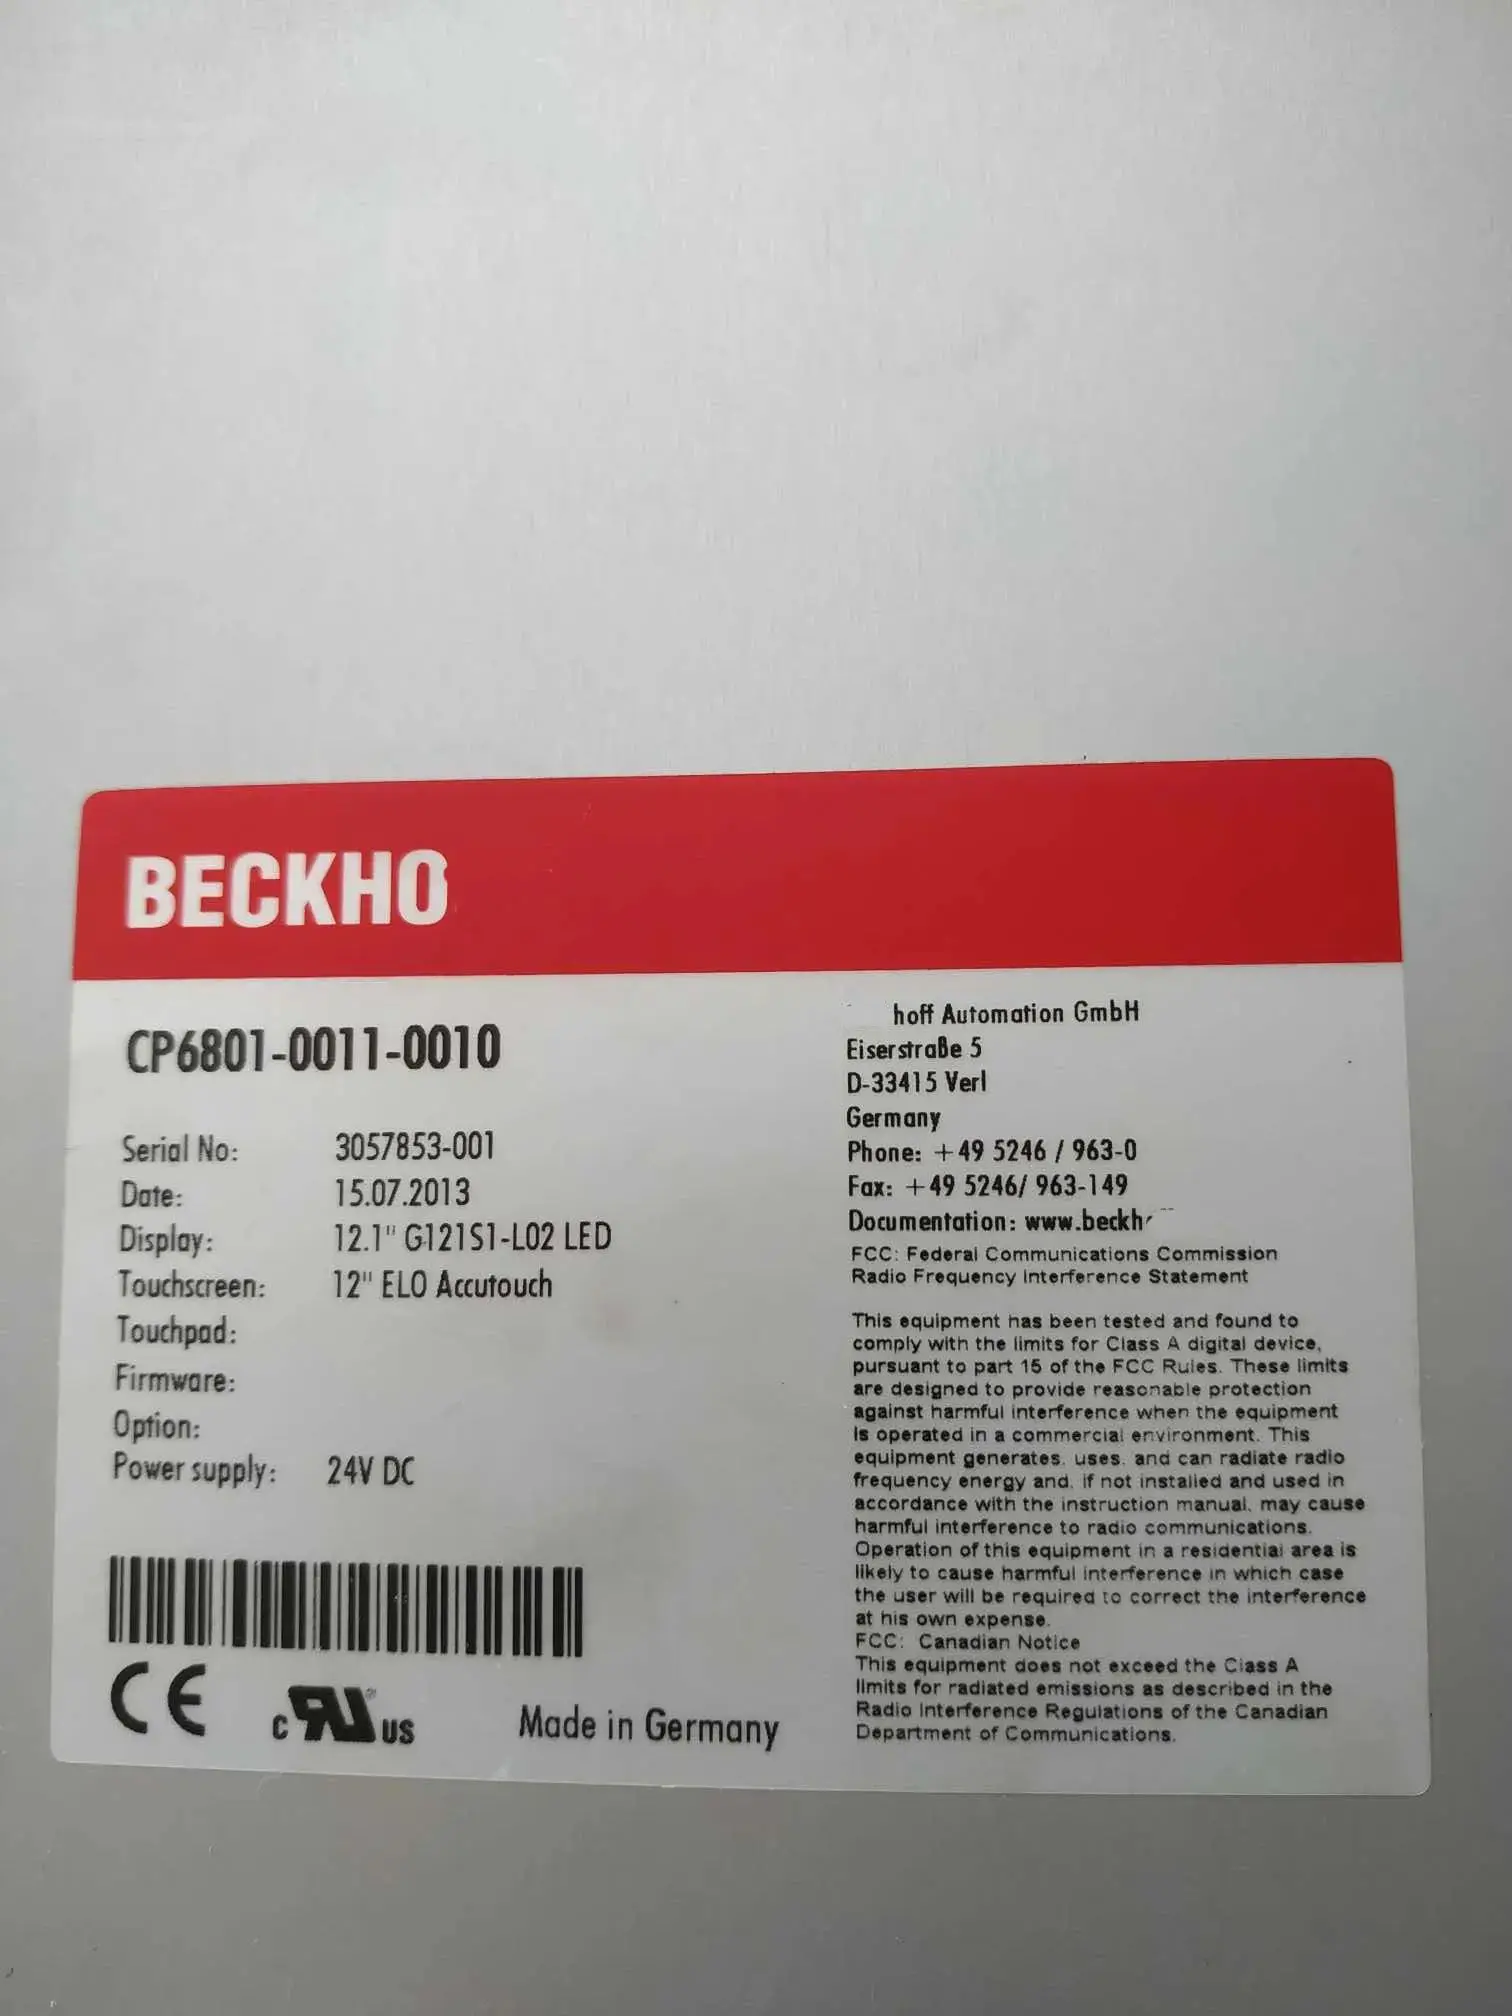 BECKHO
CP6801-0011-0010
Serial No: 3057853-001
Date: 15.07.2013
Display: 12.1" G121S1-L02 LED
Touchscreen: 12" ELO Accutouch
Touchpad:
Firmware:
Option:
Power supply: 24V DC
CE
c RU ® US
Made in Germany
hoff Automation GmbH
Eiserstraße 5
D-33415 Verl
Germany
Phone: +49 5246 / 963-0
Fax: +49 5246/ 963-149
Documentation: www.beckh
FCC: Federal Communications Commission
Radio Frequency Interference Statement
This equipment has been tested and found to
comply with the limits for Class A digital device,
pursuant to part 15 of the FCC Rules. These limits
are designed to provide reasonable protection
against harmful interference when the equipment
is operated in a commercial environment. This
equipment generates, uses, and can radiate radio
frequency energy and, if not installed and used in
accordance with the instruction manual, may cause
harmful interference to radio communications.
Operation of this equipment in a residential area is
likely to cause harmful interference in which case
the user will be required to correct the interference
at his own expense.
FCC: Canadian Notice
This equipment does not exceed the Class A
limits for radiated emissions as described in the
Radio Interference Regulations of the Canadian
Department of Communications.